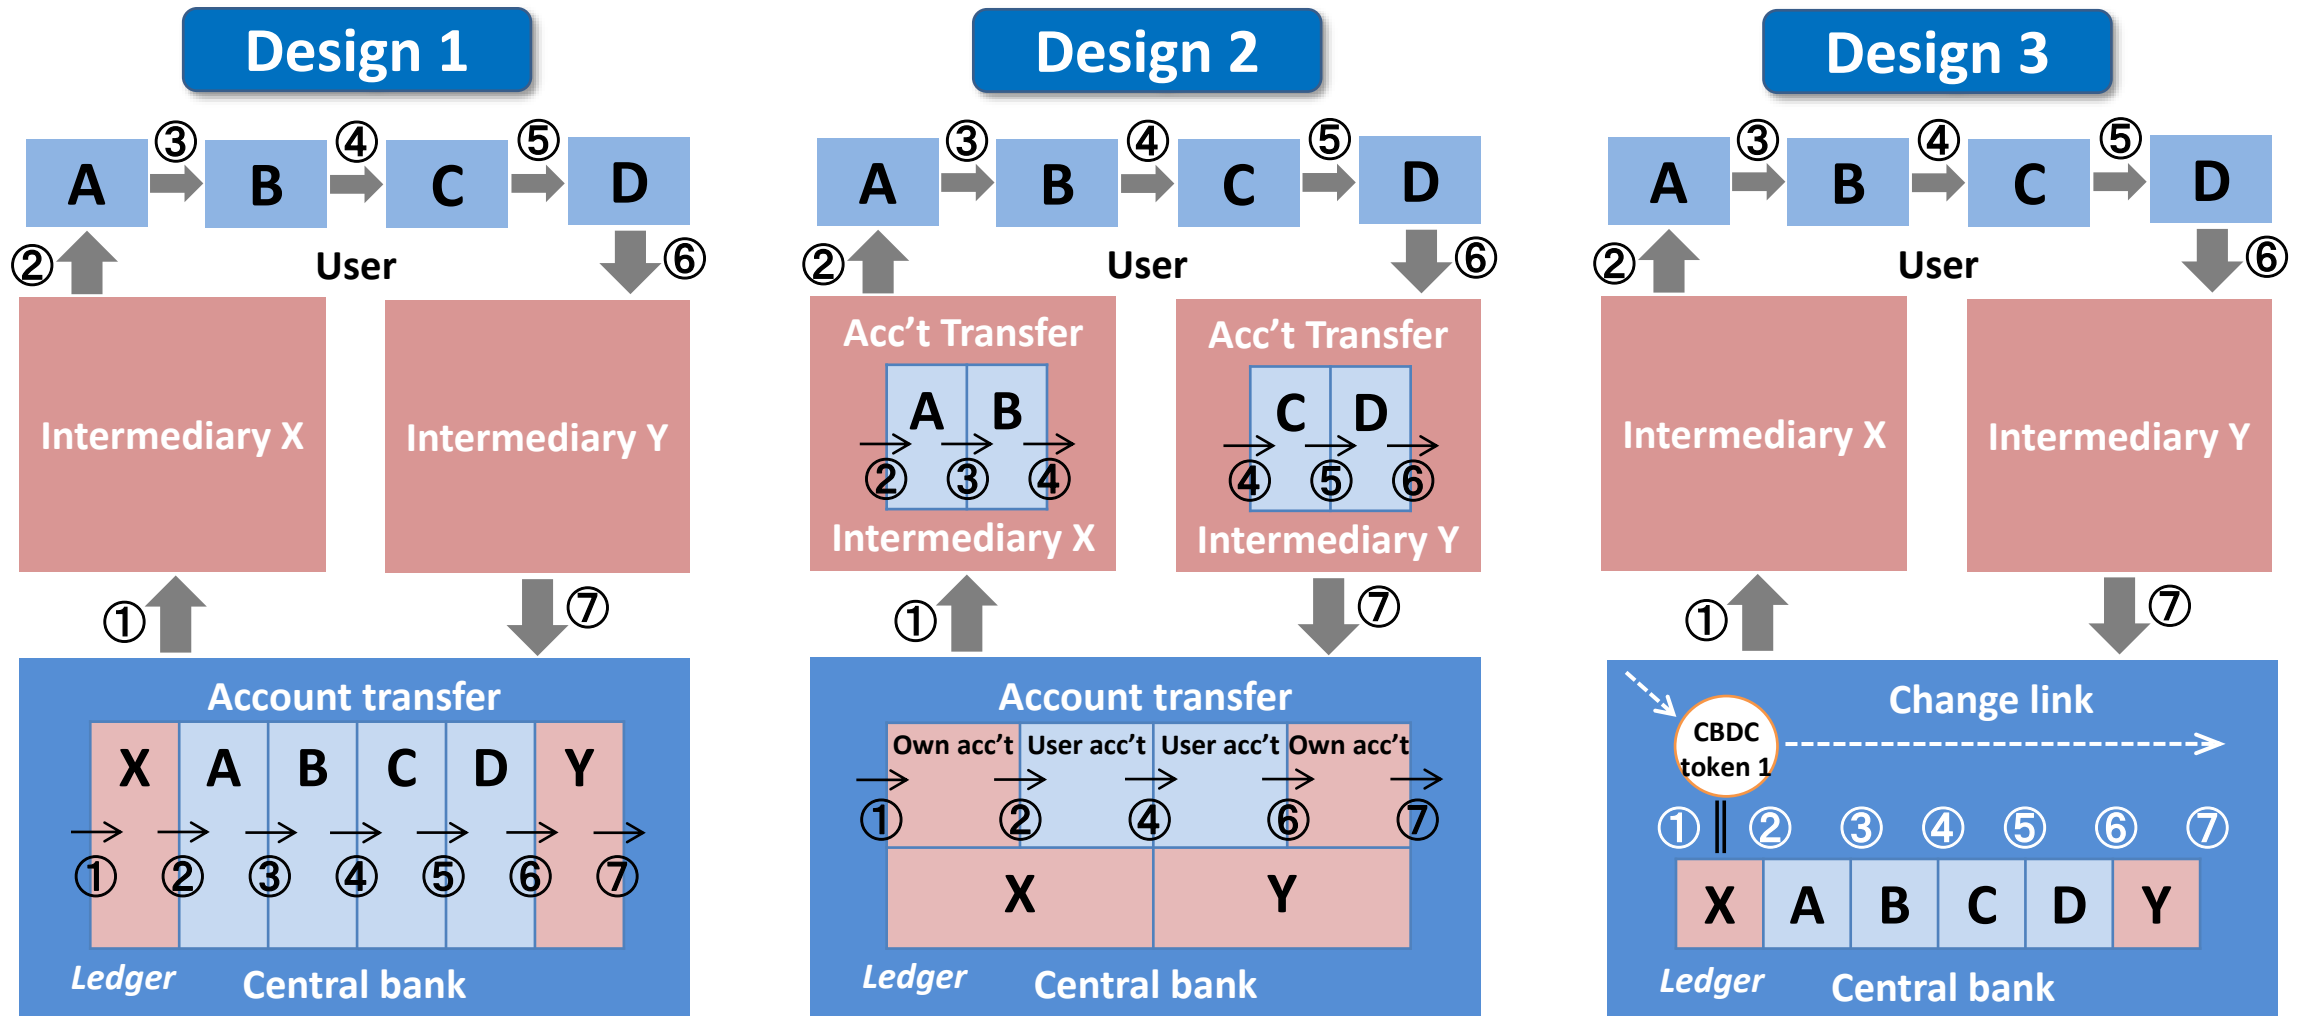 Design 1
③ ④ ⑤
A B C D
② User ⑥
Intermediary X Intermediary Y
① ⑦
Account transfer
X A B C D Y
① ② ③ ④ ⑤ ⑥ ⑦
Ledger Central bank
Design 2
③ ④ ⑤
A B C D
② User ⑥
Acc't Transfer
A B
② ③ ④
Intermediary X
Acc't Transfer
C D
④ ⑤ ⑥
Intermediary Y
① ⑦
Account transfer
Own acc't User acc't User acc't Own acc't
① ② ④ ⑥ ⑦
X Y
Ledger Central bank
Design 3
③ ④ ⑤
A B C D
② User ⑥
Intermediary X Intermediary Y
① ⑦
Change link
CBDC
token 1
① ② ③ ④ ⑤ ⑥ ⑦
X A B C D Y
Ledger Central bank